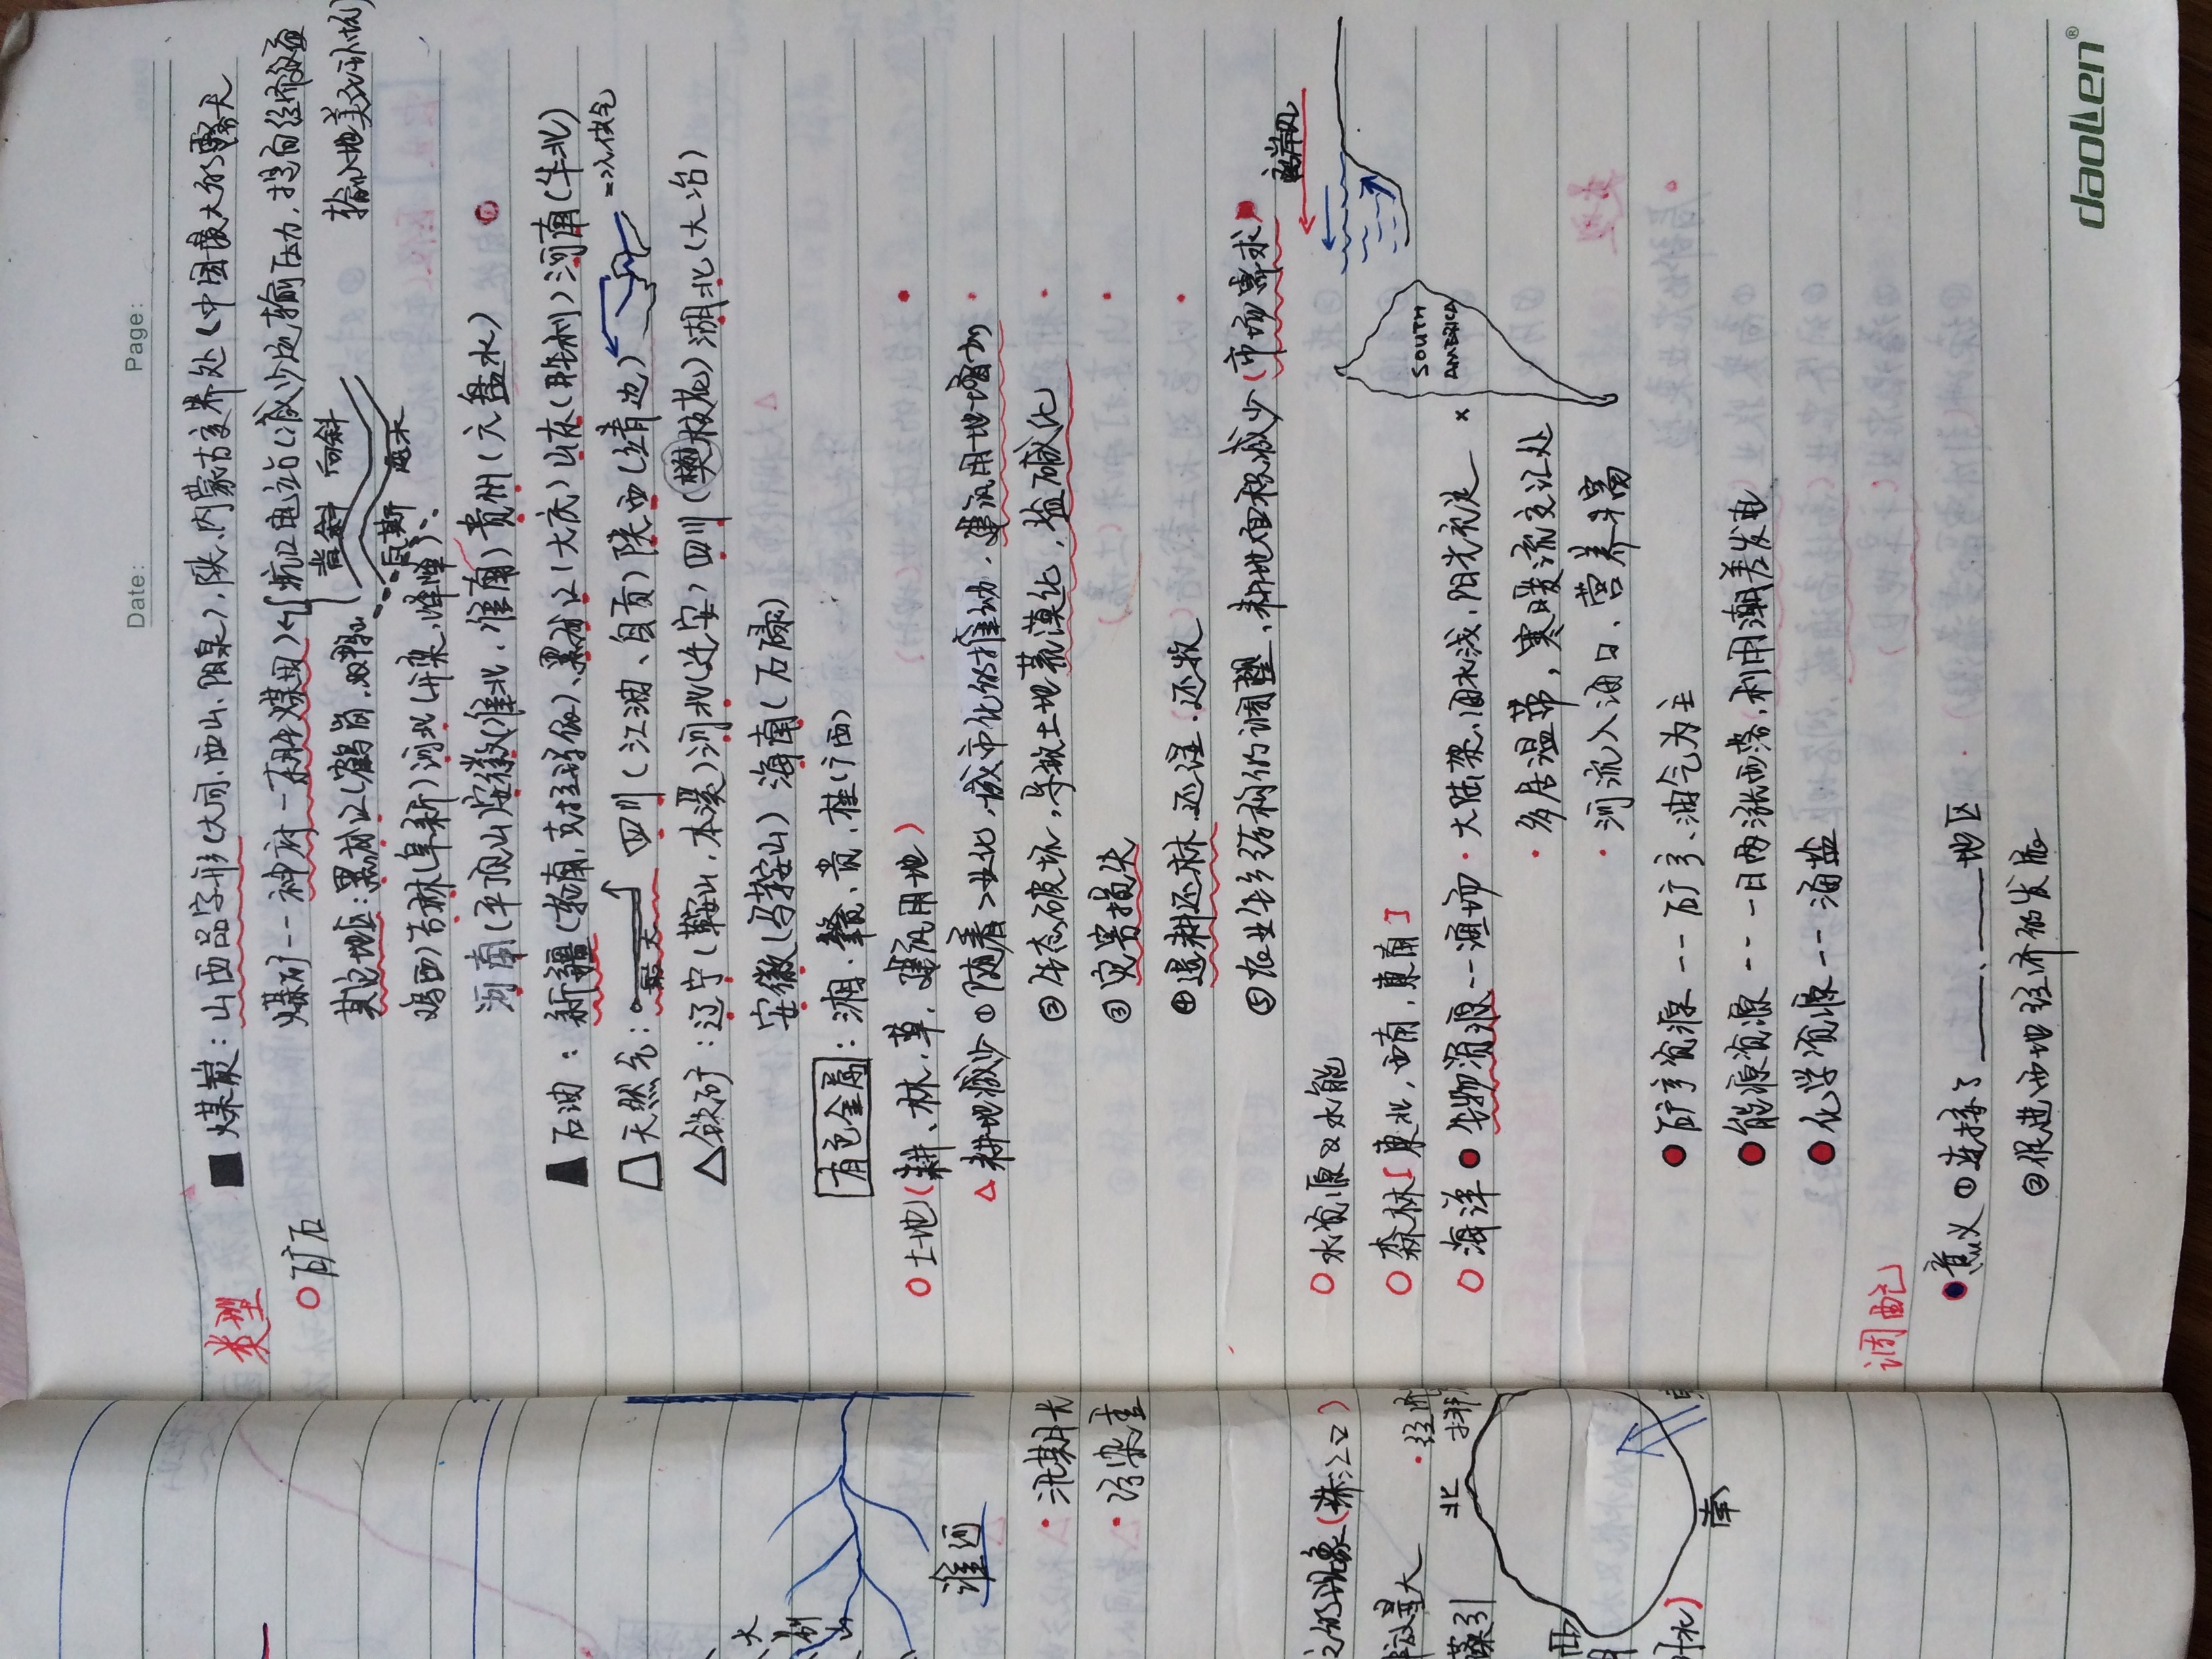 Date: Page:
类型
■ 煤炭：山西品字形（大同、西山、阳泉）、陕、内蒙古交界处（中国最大的露天
○矿石
煤矿--神府—东胜煤田）坑口电站（减少运输压力，提高经济效益
输入地美死环境）
背斜 向斜
瓦斯
其它地区：黑龙江（鹤岗、双鸭山
鸡西）吉林（阜新）河北（开滦、峰峰）
河南（平顶山）安徽（淮北、淮南）贵州（六盘水）
石油：新疆（轮南，克拉玛依）、黑龙江（大庆）山东（胜利）河南（华北）
天然气：最大 四川（江油、自贡）陕西（靖边） 供气
△铁矿：辽宁（鞍山、本溪）河北（迁安）四川（樊枝花）湖北（大冶）
安徽（马鞍山）海南（石碌）
有色金属：湘、赣、贵、桂（广西）
○土地（耕、林、草、建筑用地）
△耕地减少①随着工业化、城市化的推动，建筑用地增加
②生态破坏，导致土地荒漠化，盐碱化
③灾害损失
④退耕还林、还湿、还牧
⑤农业生产结构的调整，耕地面积减少（市场需求）
离岸风
○水资源&水能
○森林[東北，西南，東南]
SOUTH
AMERICA
○海洋●生物资源--渔场·大陆架，海水浅，阳光充足
·多居温带，寒暖流交汇处
·河流入海口、营养丰富
●矿产资源--矿产、油气为主
●能源资源--一日两涨两落，利用潮差发电
●化学资源--海盐
调配
●意义①连接了____、____地区
②促进两地经济的发展
daolen®
大别山
淮河
·汛期长
·污染重
的现象（珠江口）
放量大
·经济
藻引
北
西
南